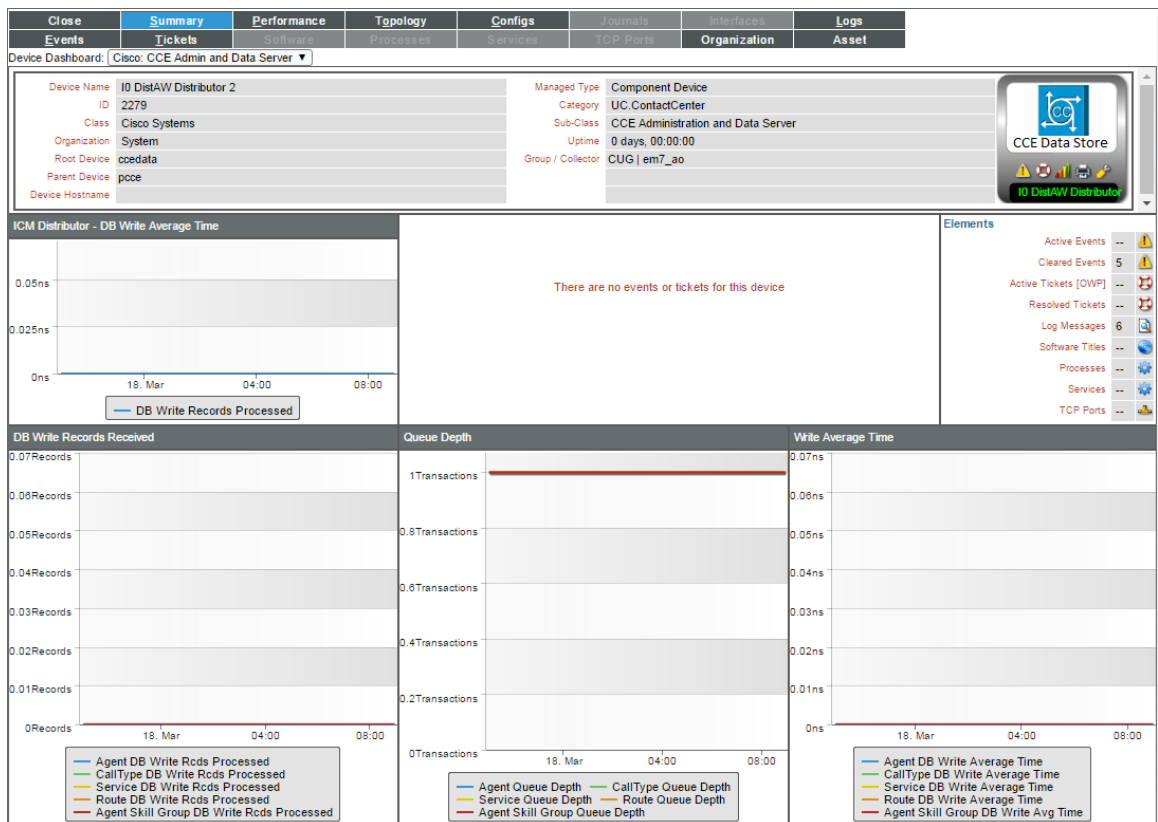 Close Summary Performance Topology Configs Journals Interfaces Logs
Events Tickets Software Processes Services TCP Ports Organization Asset
Device Dashboard: Cisco: CCE Admin and Data Server ▼
Device Name I0 DistAW Distributor 2
ID 2279
Class Cisco Systems
Organization System
Root Device ccedata
Parent Device pcce
Device Hostname
Managed Type Component Device
Category UC.ContactCenter
Sub-Class CCE Administration and Data Server
Uptime 0 days, 00:00:00
Group / Collector CUG | em7_ao
CC
CCE Data Store
I0 DistAW Distributor
ICM Distributor - DB Write Average Time
0.05ns
0.025ns
0ns
18. Mar 04:00 08:00
DB Write Records Processed
There are no events or tickets for this device
Elements
Active Events --
Cleared Events 5
Active Tickets [OWP] --
Resolved Tickets --
Log Messages 6
Software Titles --
Processes --
Services --
TCP Ports --
DB Write Records Received
0.07Records
0.06Records
0.05Records
0.04Records
0.03Records
0.02Records
0.01Records
0Records
18. Mar 04:00 08:00
Agent DB Write Rcds Processed
CallType DB Write Rcds Processed
Service DB Write Rcds Processed
Route DB Write Rcds Processed
Agent Skill Group DB Write Rcds Processed
Queue Depth
1Transactions
0.8Transactions
0.6Transactions
0.4Transactions
0.2Transactions
0Transactions
18. Mar 04:00 08:00
Agent Queue Depth CallType Queue Depth
Service Queue Depth Route Queue Depth
Agent Skill Group Queue Depth
Write Average Time
0.07ns
0.06ns
0.05ns
0.04ns
0.03ns
0.02ns
0.01ns
0ns
18. Mar 04:00 08:00
Agent DB Write Average Time
CallType DB Write Average Time
Service DB Write Average Time
Route DB Write Average Time
Agent Skill Group DB Write Avg Time